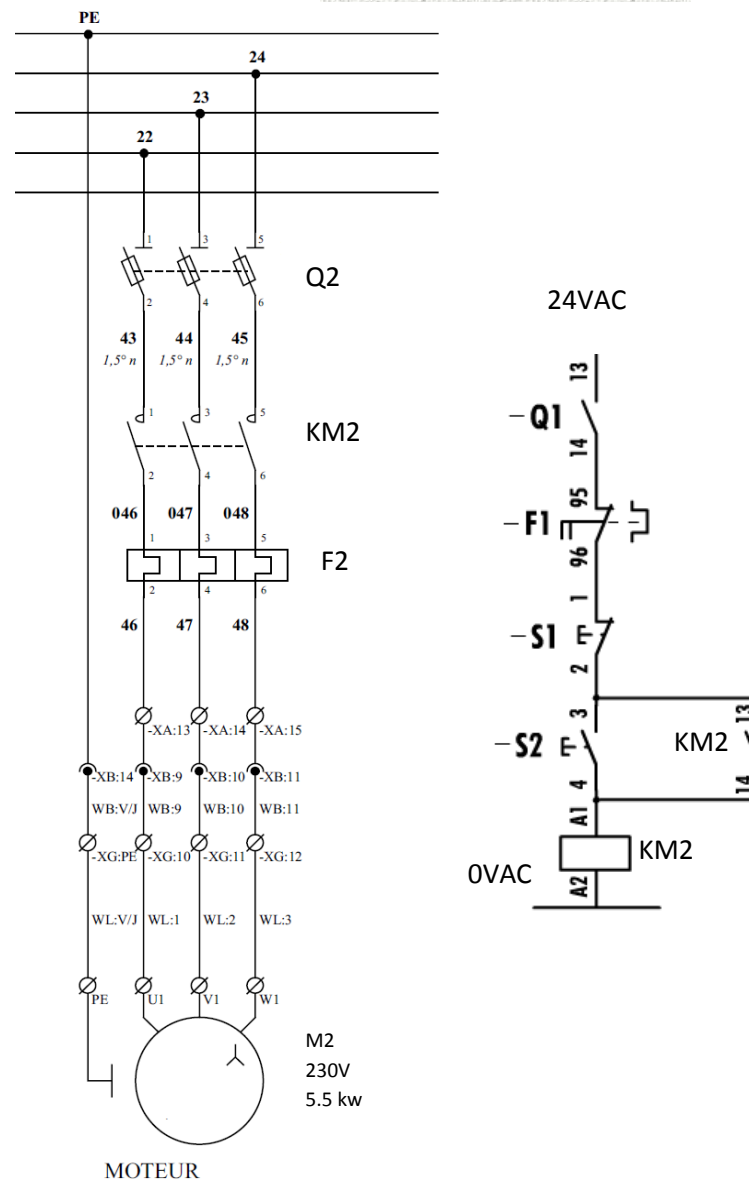 PE
24
23
22
1 3 5
Q2
2 4 6
43 44 45
1,5° n 1,5° n 1,5° n
1 3 5
KM2
2 4 6
046 047 048
1 3 5
F2
2 4 6
46 47 48
-XA:13 -XA:14 -XA:15
-XB:14 -XB:9 -XB:10 -XB:11
WB:V/J WB:9 WB:10 WB:11
-XG:PE -XG:10 -XG:11 -XG:12
WL:V/J WL:1 WL:2 WL:3
PE U1 V1 W1
M2
230V
5.5 kw
MOTEUR
24VAC
13
-Q1
14
95
-F1
96
1
-S1
2
3
-S2
4
13
KM2
14
A1
KM2
0VAC
A2